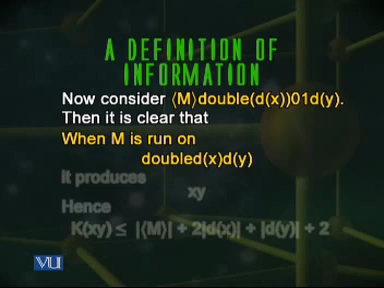 A DEFINITION OF
INFORMATION
Now consider ⟨M⟩double(d(x))01d(y).
Then it is clear that
When M is run on
doubled(x)d(y)
It produces
xy
Hence
K(xy) ≤ |⟨M⟩| + 2|d(x)| + |d(y)| + 2
VU